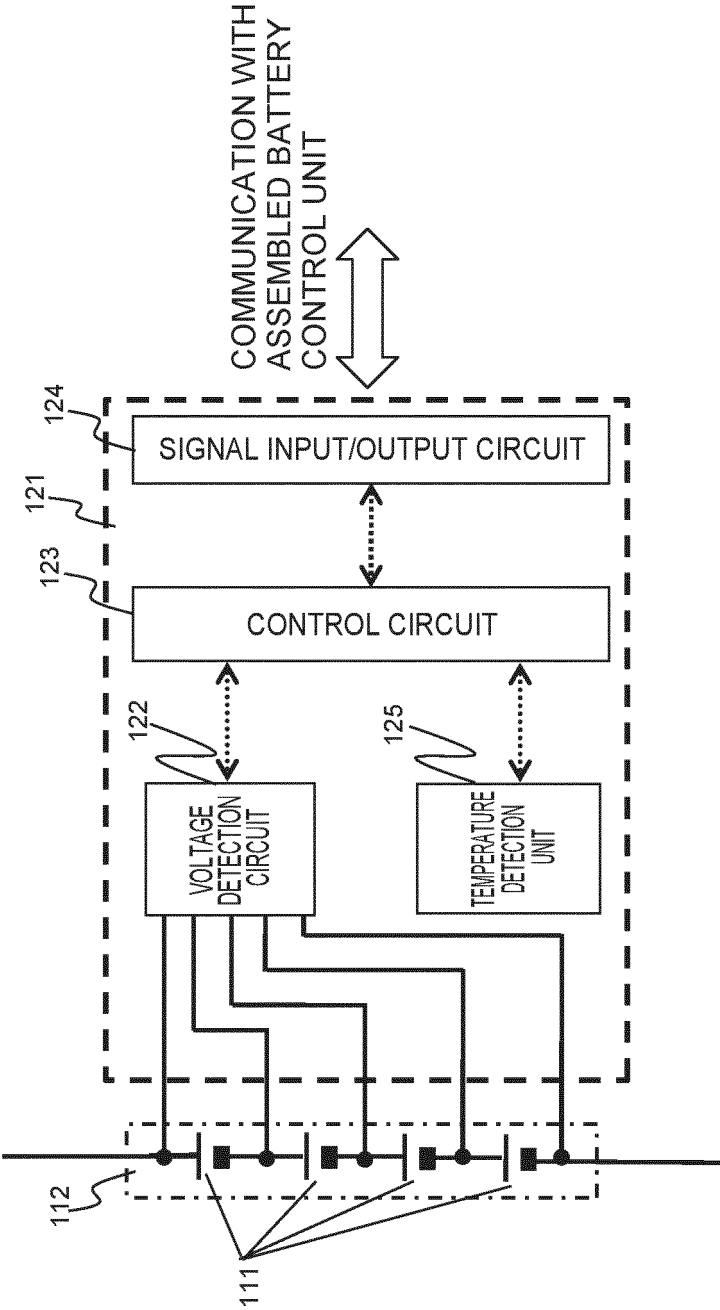 112
111
121
122
VOLTAGE
DETECTION
CIRCUIT
125
TEMPERATURE
DETECTION
UNIT
123
CONTROL CIRCUIT
124
SIGNAL INPUT/OUTPUT CIRCUIT
COMMUNICATION WITH
ASSEMBLED BATTERY
CONTROL UNIT